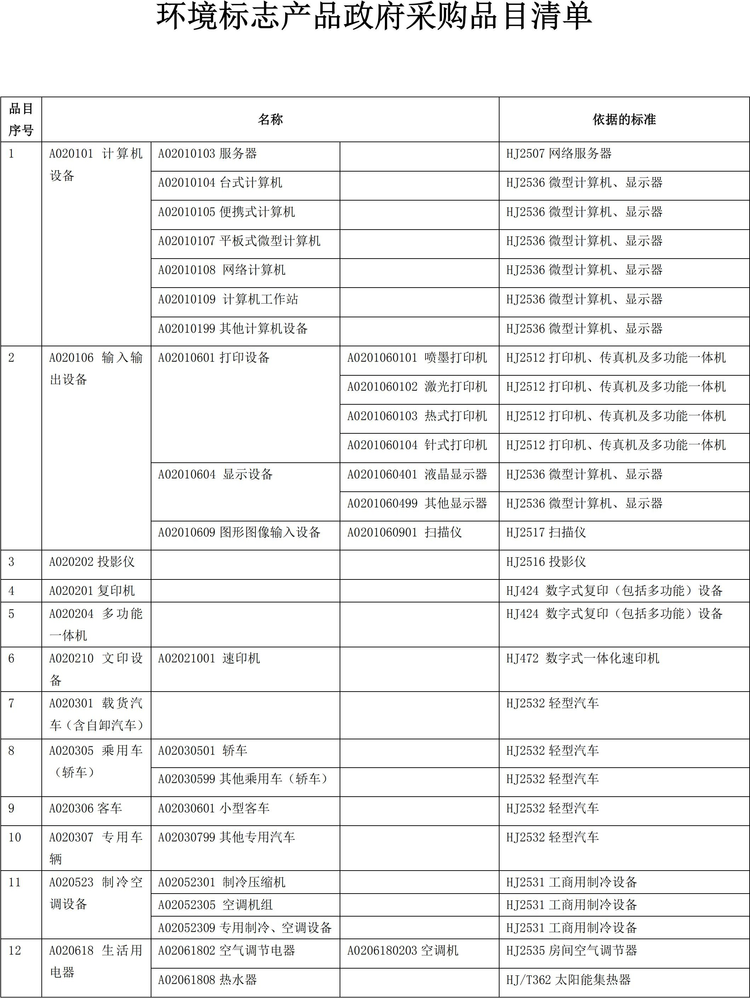 环境标志产品政府采购品目清单
品目
序号
名称
依据的标准
1
A020101 计算机
设备
A02010103 服务器
HJ2507 网络服务器
A02010104 台式计算机
HJ2536 微型计算机、显示器
A02010105 便携式计算机
HJ2536 微型计算机、显示器
A02010107 平板式微型计算机
HJ2536 微型计算机、显示器
A02010108 网络计算机
HJ2536 微型计算机、显示器
A02010109 计算机工作站
HJ2536 微型计算机、显示器
A02010199 其他计算机设备
HJ2536 微型计算机、显示器
2
A020106 输入输
出设备
A02010601 打印设备
A0201060101 喷墨打印机
HJ2512 打印机、传真机及多功能一体机
A0201060102 激光打印机
HJ2512 打印机、传真机及多功能一体机
A0201060103 热式打印机
HJ2512 打印机、传真机及多功能一体机
A0201060104 针式打印机
HJ2512 打印机、传真机及多功能一体机
A02010604 显示设备
A0201060401 液晶显示器
HJ2536 微型计算机、显示器
A0201060499 其他显示器
HJ2536 微型计算机、显示器
A02010609 图形图像输入设备
A0201060901 扫描仪
HJ2517 扫描仪
3
A020202 投影仪
HJ2516 投影仪
4
A020201 复印机
HJ424 数字式复印（包括多功能）设备
5
A020204 多功能
一体机
HJ424 数字式复印（包括多功能）设备
6
A020210 文印设
备
A02021001 速印机
HJ472 数字式一体化速印机
7
A020301 载货汽
车（含自卸汽车）
HJ2532 轻型汽车
8
A020305 乘用车
（轿车）
A02030501 轿车
HJ2532 轻型汽车
A02030599 其他乘用车（轿车）
HJ2532 轻型汽车
9
A020306 客车
A02030601 小型客车
HJ2532 轻型汽车
10
A020307 专用车
辆
A02030799 其他专用汽车
HJ2532 轻型汽车
11
A020523 制冷空
调设备
A02052301 制冷压缩机
HJ2531 工商用制冷设备
A02052305 空调机组
HJ2531 工商用制冷设备
A02052309 专用制冷、空调设备
HJ2531 工商用制冷设备
12
A020618 生活用
电器
A02061802 空气调节电器
A0206180203 空调机
HJ2535 房间空气调节器
A02061808 热水器
HJ/T362 太阳能集热器